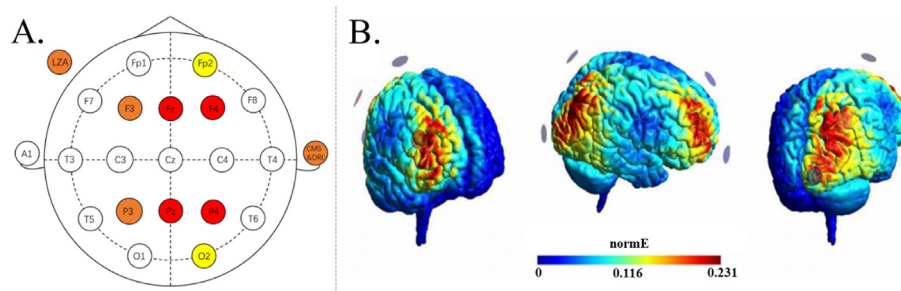 A.
B.
LZA
Fp1
Fp2
F7
F3
Fz
F4
F8
A1
T3
C3
Cz
C4
T4
CMS
&DRL
T5
P3
Pz
P4
T6
O1
O2
normE
0
0.116
0.231